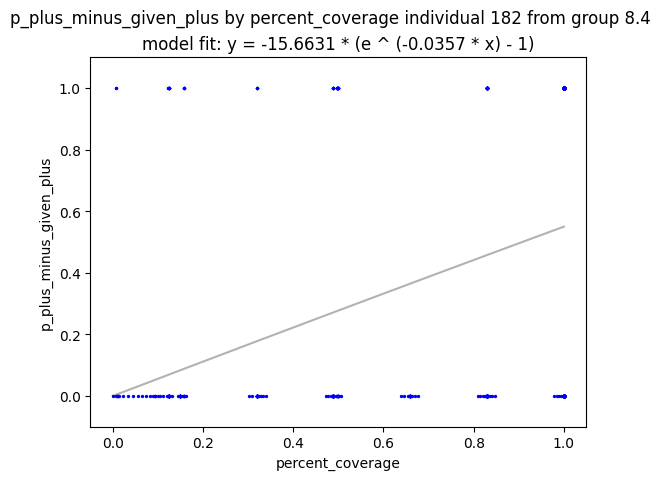 p_plus_minus_given_plus by percent_coverage individual 182 from group 8.4
model fit: y = -15.6631 * (e ^ (-0.0357 * x) - 1)
1.0
0.8
0.6
0.4
0.2
0.0
p_plus_minus_given_plus
0.0 0.2 0.4 0.6 0.8 1.0
percent_coverage